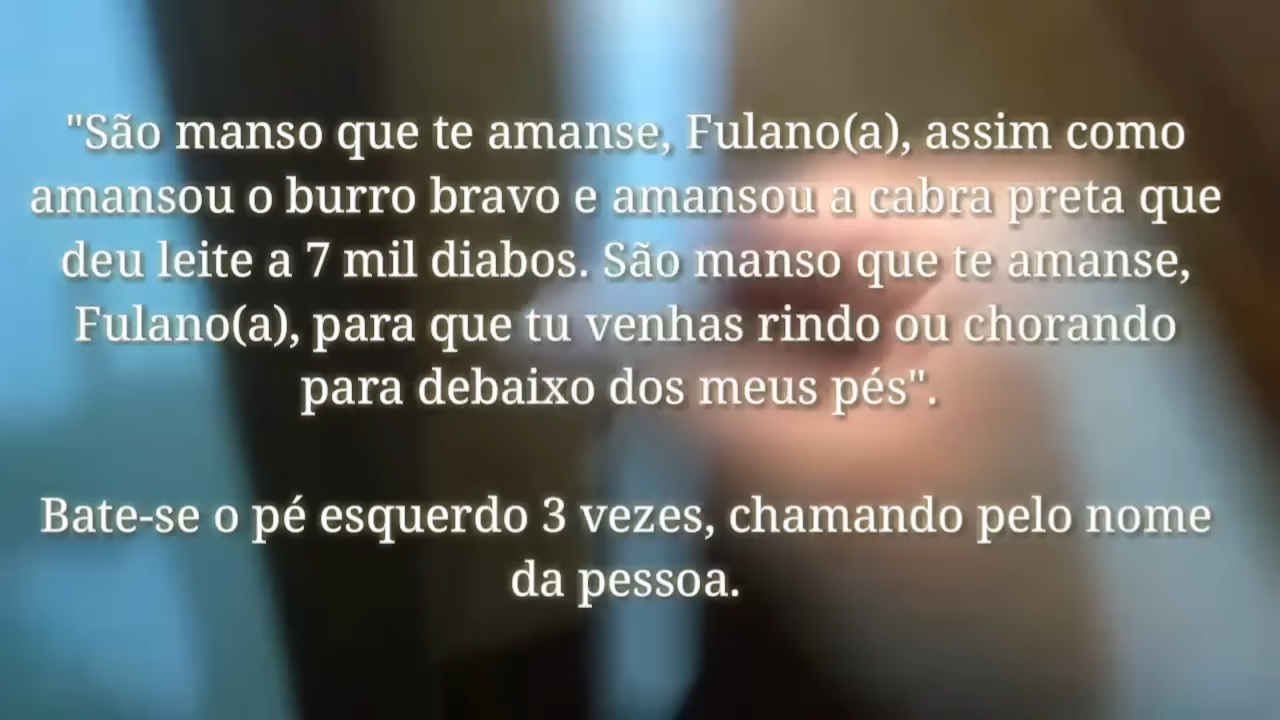 "São manso que te amanse, Fulano(a), assim como
amansou o burro bravo e amansou a cabra preta que
deu leite a 7 mil diabos. São manso que te amanse,
Fulano(a), para que tu venhas rindo ou chorando
para debaixo dos meus pés".
Bate-se o pé esquerdo 3 vezes, chamando pelo nome
da pessoa.